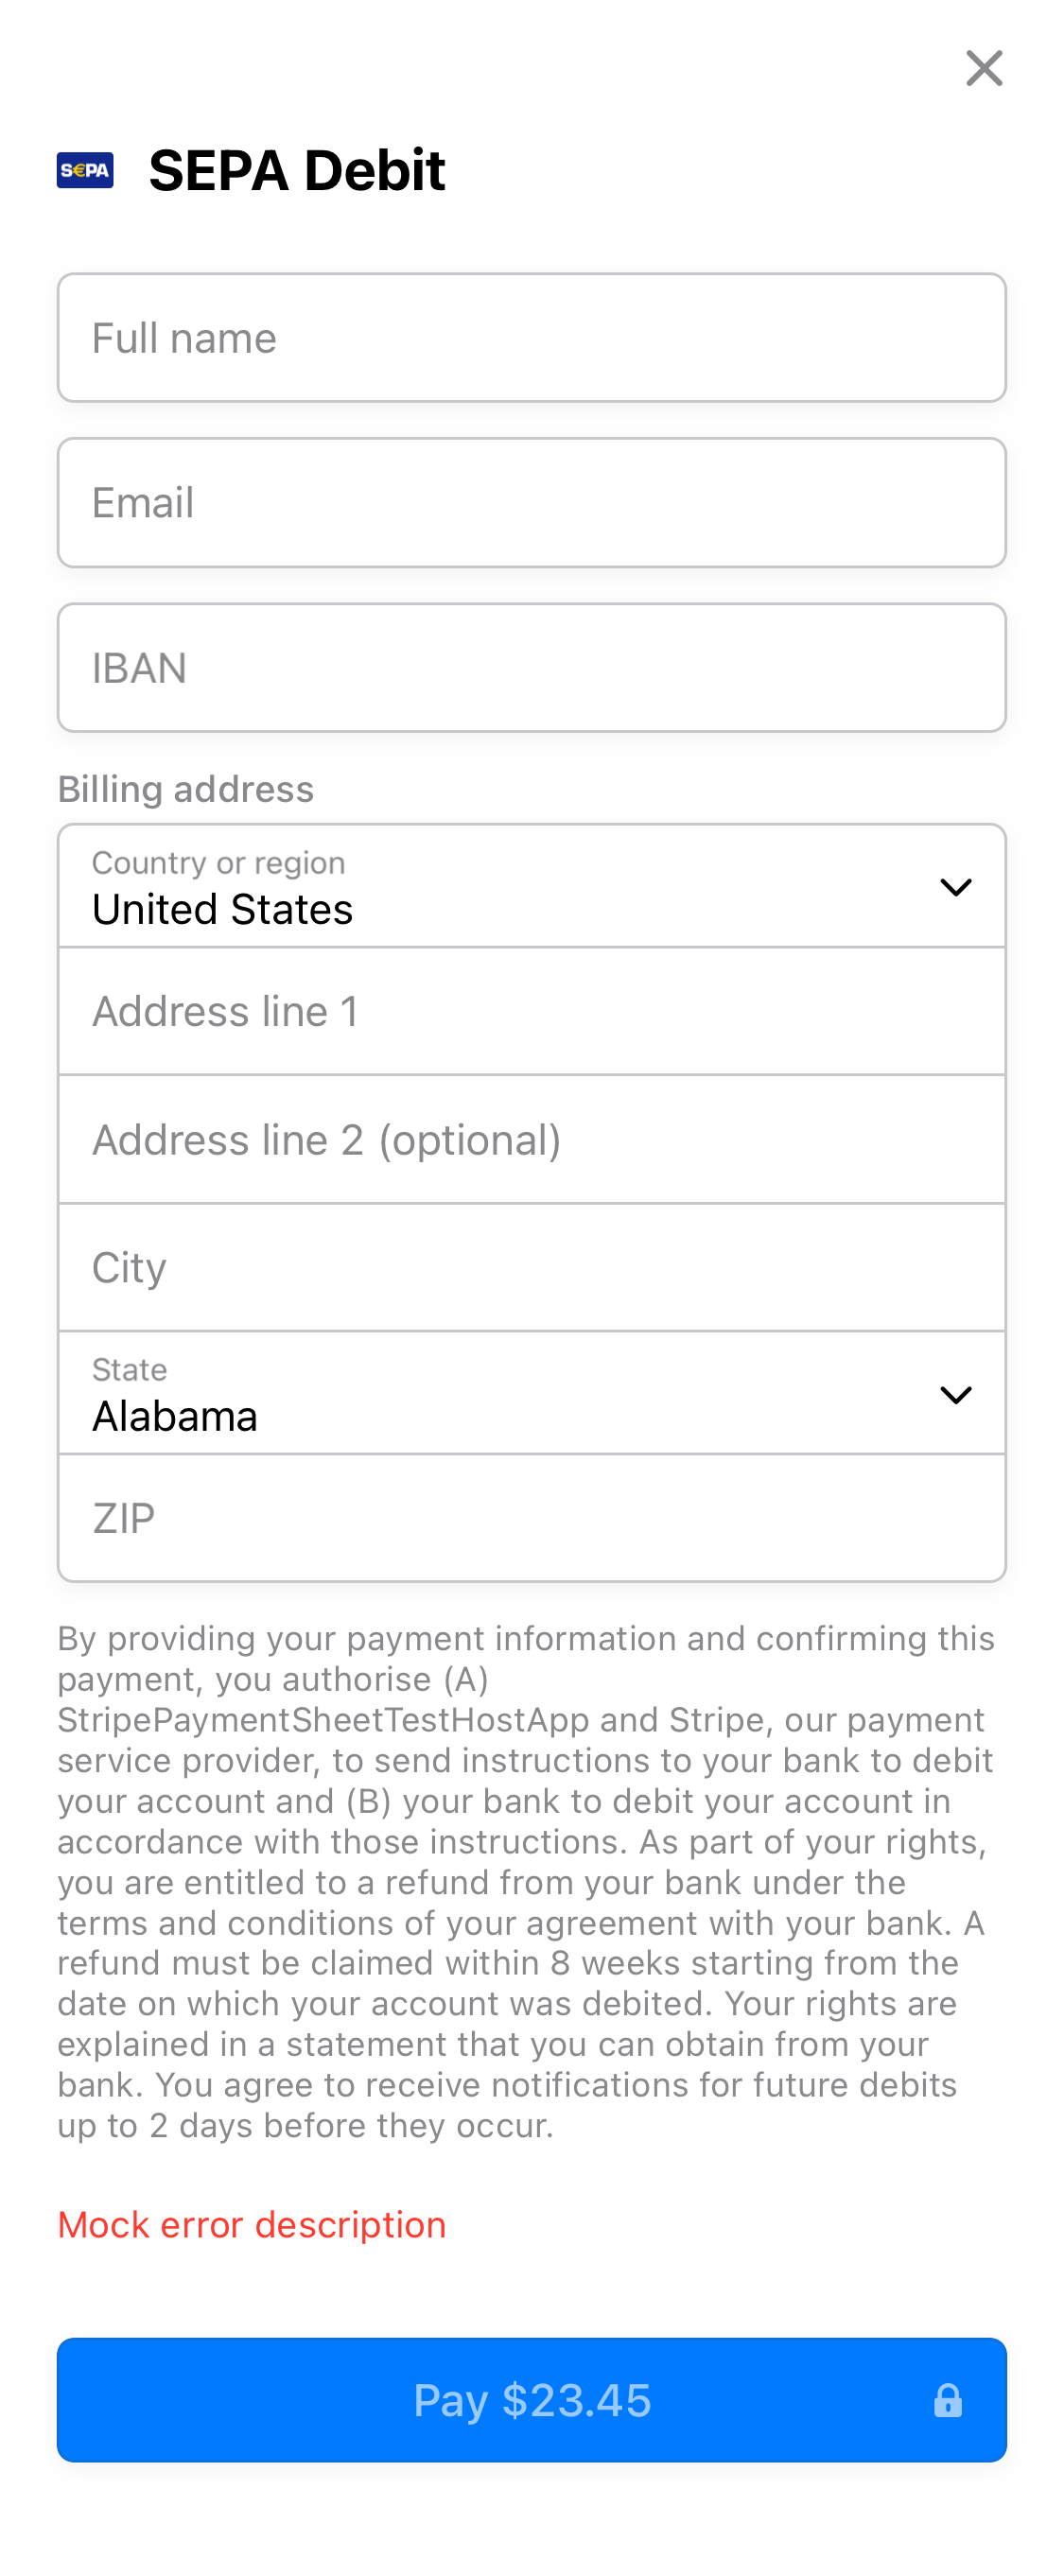 S€PA SEPA Debit
Full name
Email
IBAN
Billing address
Country or region
United States
Address line 1
Address line 2 (optional)
City
State
Alabama
ZIP
By providing your payment information and confirming this
payment, you authorise (A)
StripePaymentSheetTestHostApp and Stripe, our payment
service provider, to send instructions to your bank to debit
your account and (B) your bank to debit your account in
accordance with those instructions. As part of your rights,
you are entitled to a refund from your bank under the
terms and conditions of your agreement with your bank. A
refund must be claimed within 8 weeks starting from the
date on which your account was debited. Your rights are
explained in a statement that you can obtain from your
bank. You agree to receive notifications for future debits
up to 2 days before they occur.
Mock error description
Pay $23.45